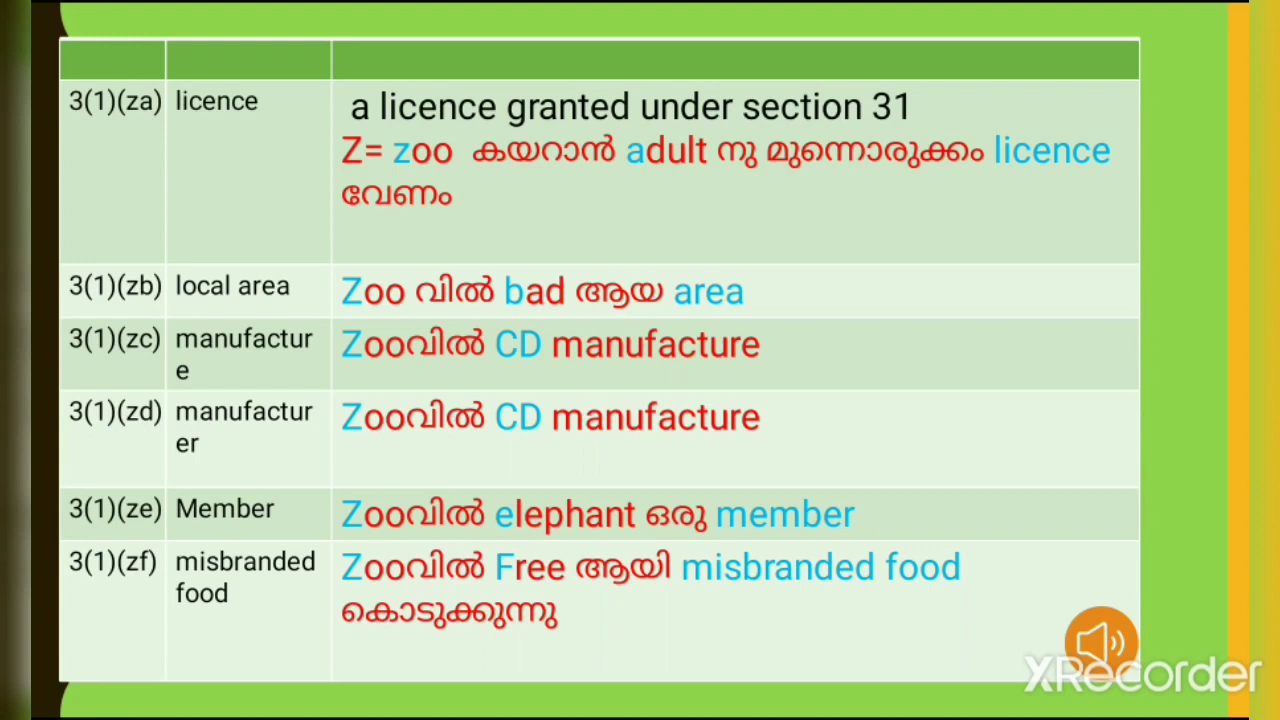 3(1)(za) licence a licence granted under section 31
Z= zoo കയറാൻ adult നു മുന്നൊരുക്കം licence
വേണം
3(1)(zb) local area Zoo വിൽ bad ആയ area
3(1)(zc) manufactur Zooവിൽ CD manufacture
e
3(1)(zd) manufactur Zooവിൽ CD manufacture
er
3(1)(ze) Member Zooവിൽ elephant ഒരു member
3(1)(zf) misbranded Zooവിൽ Free ആയി misbranded food
food കൊടുക്കുന്നു
XRecorder